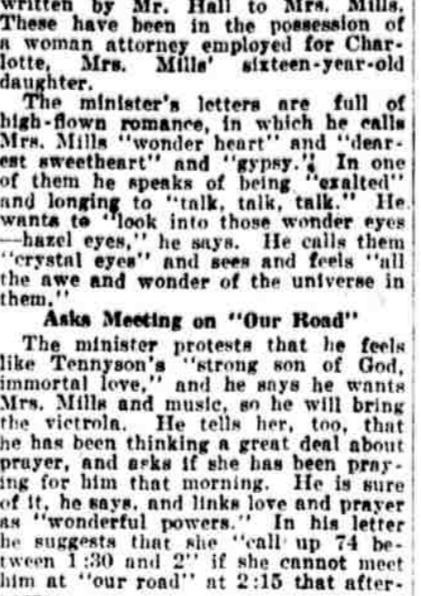 written by Mr. Hall to Mrs. Mills.
These have been in the possession of
a woman attorney employed for Char-
lotte, Mrs. Mills' sixteen-year-old
daughter.
The minister's letters are full of
high-flown romance, in which he calls
Mrs. Mills "wonder heart" and "dear-
est sweetheart" and "gypsy." In one
of them he speaks of being "exalted"
and longing to "talk, talk, talk." He
wants to "look into those wonder eyes
—hazel eyes," he says. He calls them
"crystal eyes" and sees and feels "all
the awe and wonder of the universe in
them."
Asks Meeting on "Our Road"
The minister protests that he feels
like Tennyson's "strong son of God,
immortal love," and he says he wants
Mrs. Mills and music, so he will bring
the victrola. He tells her, too, that
he has been thinking a great deal about
prayer, and asks if she has been pray-
ing for him that morning. He is sure
of it, he says, and links love and prayer
as "wonderful powers." In his letter
he suggests that she "call up 74 be-
tween 1:30 and 2" if she cannot meet
him at "our road" at 2:15 that after-